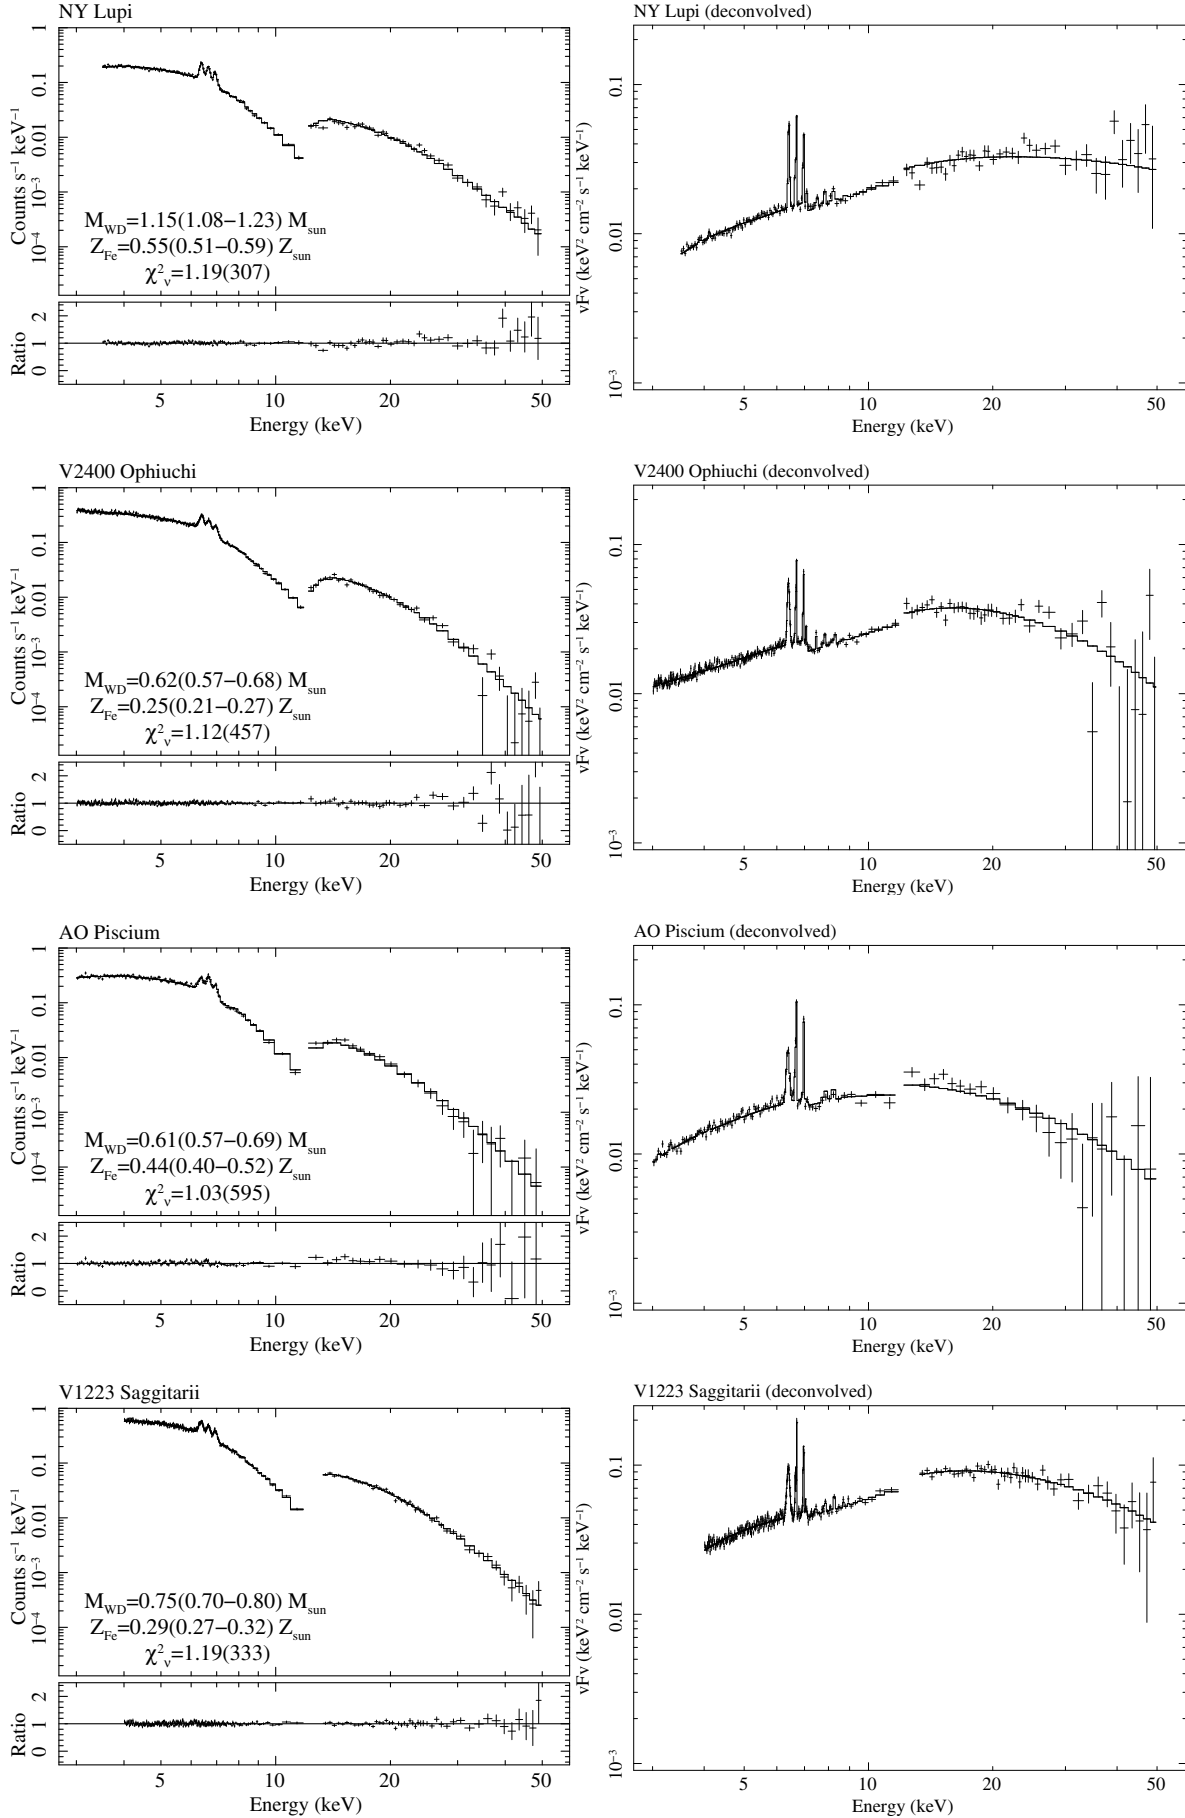 NY Lupi
NY Lupi (deconvolved)
1
0.1
0.01
10⁻³
10⁻⁴
Counts s⁻¹ keV⁻¹
M_WD=1.15(1.08−1.23) M_sun
Z_Fe=0.55(0.51−0.59) Z_sun
χ²_ν=1.19(307)
2
1
0
Ratio
5 10 20 50
Energy (keV)
0.1
0.01
10⁻³
νFν (keV² cm⁻² s⁻¹ keV⁻¹)
5 10 20 50
Energy (keV)
V2400 Ophiuchi
V2400 Ophiuchi (deconvolved)
1
0.1
0.01
10⁻³
10⁻⁴
Counts s⁻¹ keV⁻¹
M_WD=0.62(0.57−0.68) M_sun
Z_Fe=0.25(0.21−0.27) Z_sun
χ²_ν=1.12(457)
2
1
0
Ratio
5 10 20 50
Energy (keV)
0.1
0.01
10⁻³
νFν (keV² cm⁻² s⁻¹ keV⁻¹)
5 10 20 50
Energy (keV)
AO Piscium
AO Piscium (deconvolved)
1
0.1
0.01
10⁻³
10⁻⁴
Counts s⁻¹ keV⁻¹
M_WD=0.61(0.57−0.69) M_sun
Z_Fe=0.44(0.40−0.52) Z_sun
χ²_ν=1.03(595)
2
1
0
Ratio
5 10 20 50
Energy (keV)
0.1
0.01
10⁻³
νFν (keV² cm⁻² s⁻¹ keV⁻¹)
5 10 20 50
Energy (keV)
V1223 Saggitarii
V1223 Saggitarii (deconvolved)
1
0.1
0.01
10⁻³
10⁻⁴
Counts s⁻¹ keV⁻¹
M_WD=0.75(0.70−0.80) M_sun
Z_Fe=0.29(0.27−0.32) Z_sun
χ²_ν=1.19(333)
2
1
0
Ratio
5 10 20 50
Energy (keV)
0.1
0.01
10⁻³
νFν (keV² cm⁻² s⁻¹ keV⁻¹)
5 10 20 50
Energy (keV)